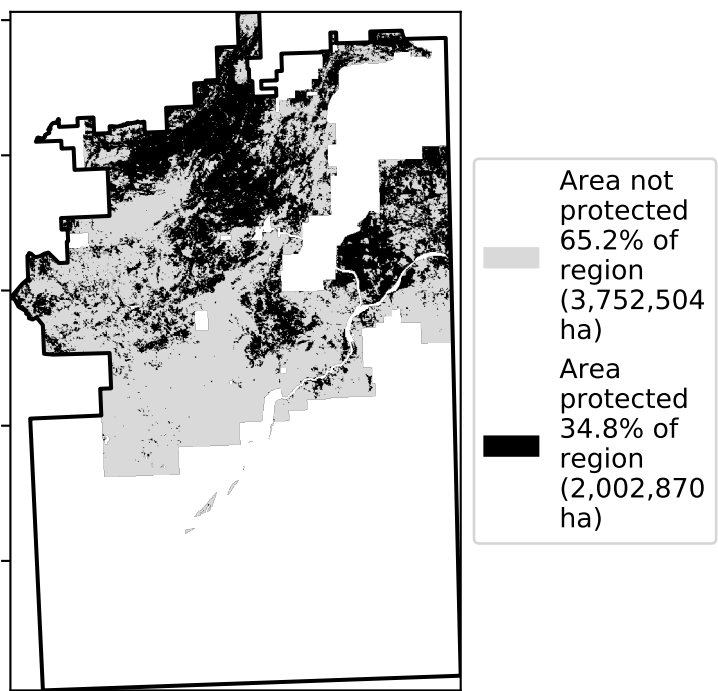 Area not
protected
65.2% of
region
(3,752,504
ha)
Area
protected
34.8% of
region
(2,002,870
ha)